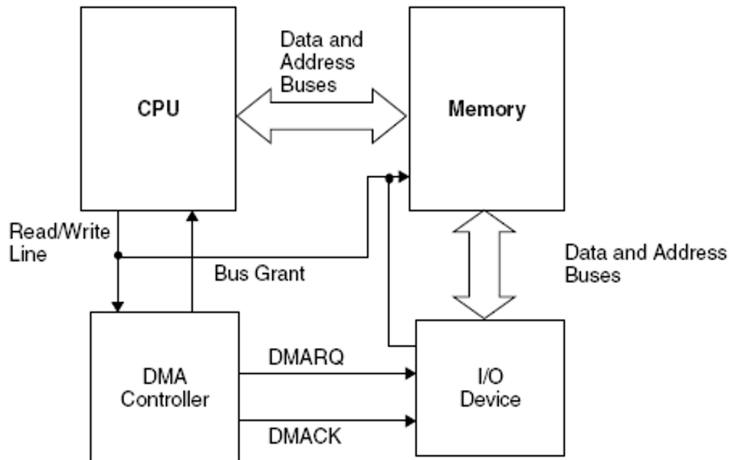 Data and
Address
Buses
CPU
Memory
Read/Write
Line
Bus Grant
Data and Address
Buses
DMARQ
DMA
Controller
I/O
Device
DMACK